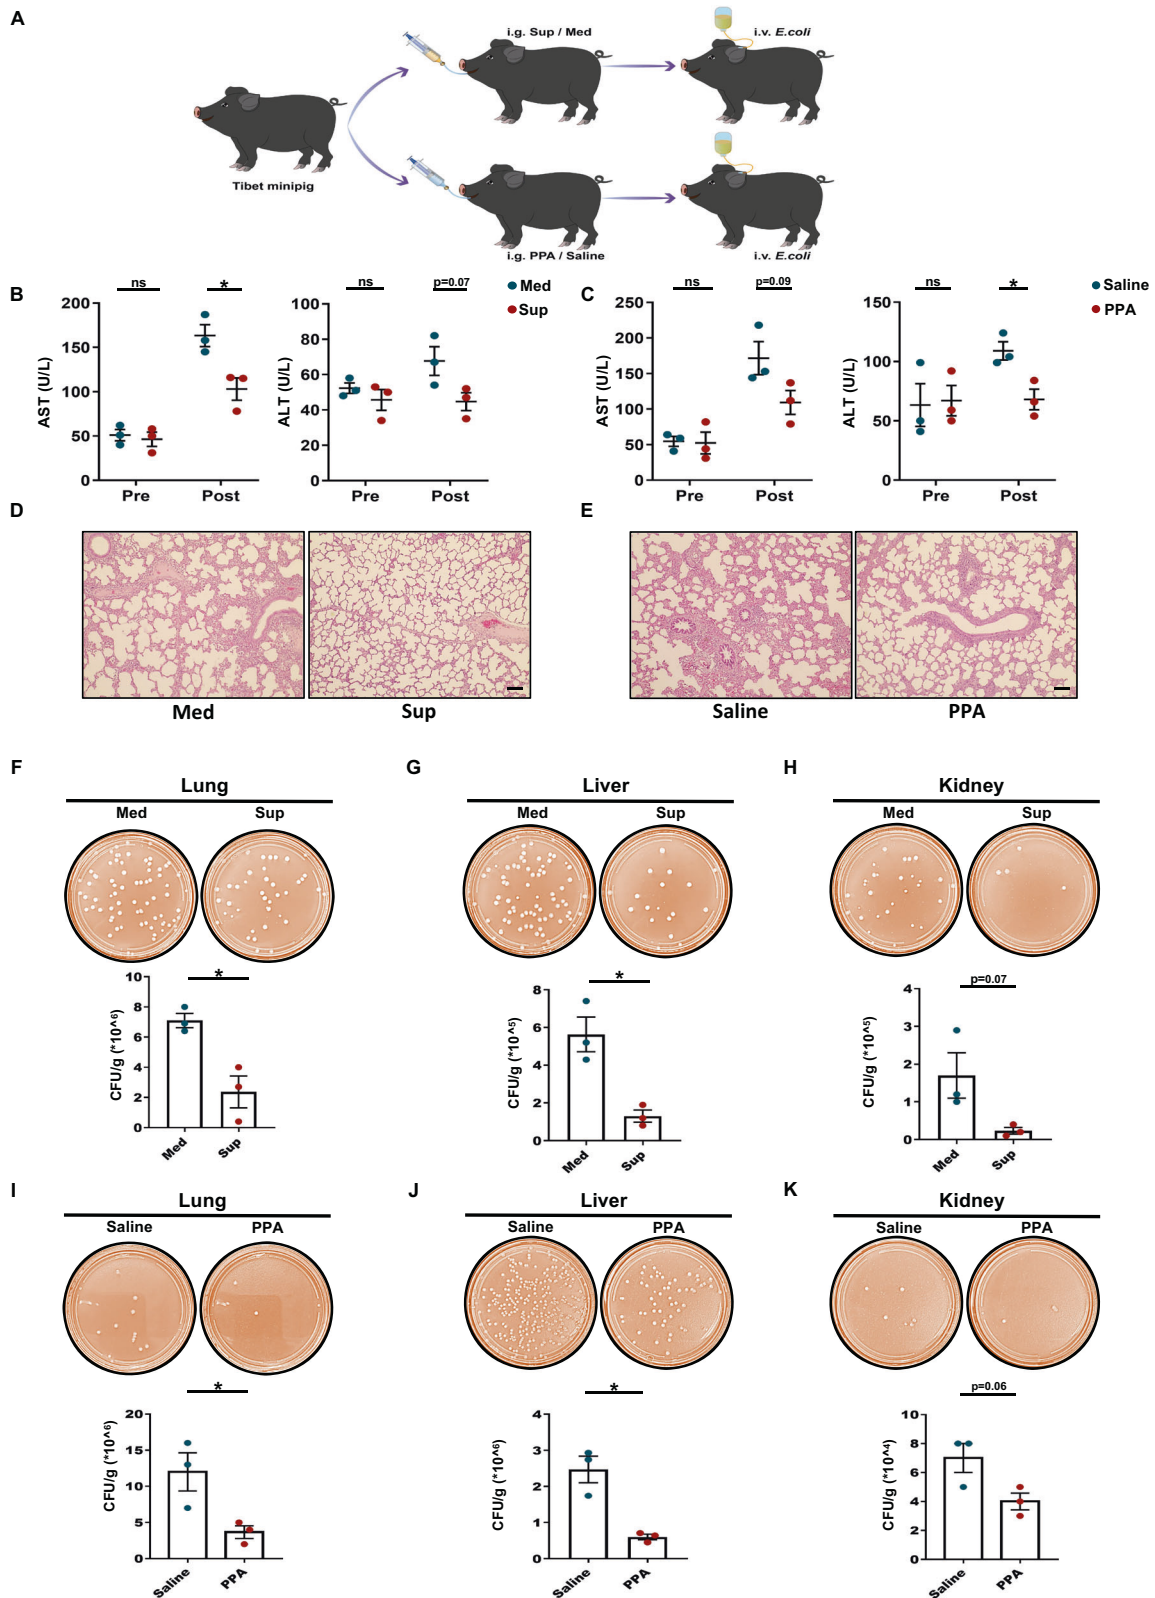 A
i.g. Sup / Med
i.v. E.coli
Tibet minipig
i.g. PPA / Saline
i.v. E.coli
B
ns
*
AST (U/L)
200
150
100
50
0
Pre
Post
ns
p=0.07
ALT (U/L)
100
80
60
40
20
0
Pre
Post
Med
Sup
C
ns
p=0.09
AST (U/L)
250
200
150
100
50
0
Pre
Post
ns
*
ALT (U/L)
150
100
50
0
Pre
Post
Saline
PPA
D
Med
Sup
E
Saline
PPA
F
Lung
Med
Sup
*
CFU/g (*10^6)
10
8
6
4
2
0
Med
Sup
G
Liver
Med
Sup
*
CFU/g (*10^5)
8
6
4
2
0
Med
Sup
H
Kidney
Med
Sup
p=0.07
CFU/g (*10^5)
4
3
2
1
0
Med
Sup
I
Lung
Saline
PPA
*
CFU/g (*10^6)
20
15
10
5
0
Saline
PPA
J
Liver
Saline
PPA
*
CFU/g (*10^6)
4
3
2
1
0
Saline
PPA
K
Kidney
Saline
PPA
p=0.06
CFU/g (*10^4)
10
8
6
4
2
0
Saline
PPA